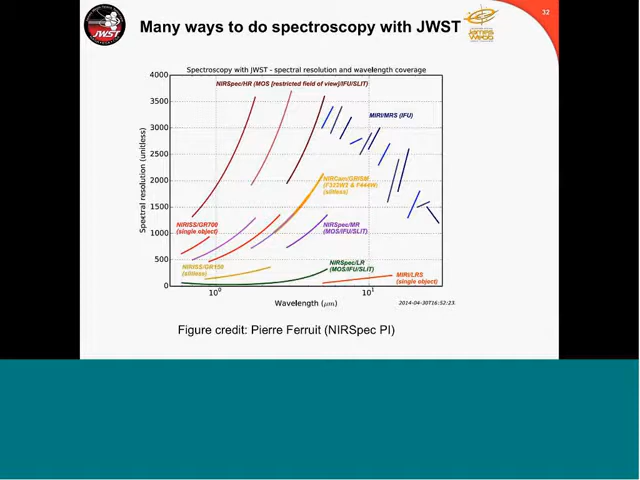 32
JWST
Many ways to do spectroscopy with JWST
James Webb
Spectroscopy with JWST - spectral resolution and wavelength coverage
NIRSpec/HR (MOS [restricted field of view]/IFU/SLIT)
MIRI/MRS (IFU)
NIRCam/GRISM
(F322W2 & F444W)
(slitless)
NIRISS/GR700
(single object)
NIRSpec/MR
(MOS/IFU/SLIT)
NIRISS/GR150
(slitless)
NIRSpec/LR
(MOS/IFU/SLIT)
MIRI/LRS
(single object)
Spectral resolution (unitless)
4000
3500
3000
2500
2000
1500
1000
500
0
10⁰
10¹
Wavelength (μm)
2014-04-30T16:52:23
Figure credit: Pierre Ferruit (NIRSpec PI)